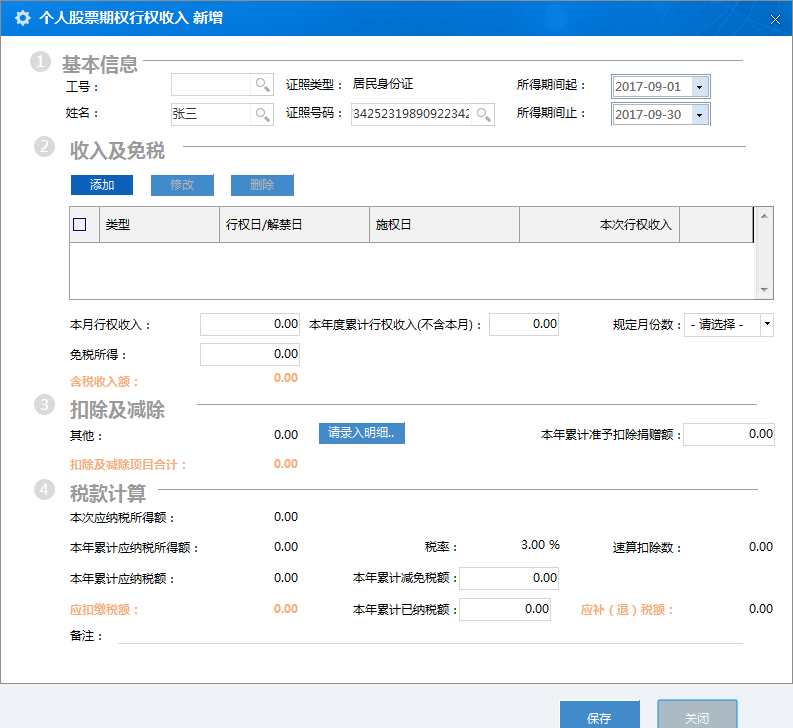 个人股票期权行权收入 新增
1 基本信息
工号： 证照类型： 居民身份证 所得期间起： 2017-09-01
姓名： 张三 证照号码： 34252319890922342 所得期间止： 2017-09-30
2 收入及免税
添加 修改 删除
类型 行权日/解禁日 施权日 本次行权收入
本月行权收入： 0.00 本年度累计行权收入(不含本月)： 0.00 规定月份数： - 请选择 -
免税所得： 0.00
含税收入额： 0.00
3 扣除及减除
其他： 0.00 请录入明细.. 本年累计准予扣除捐赠额： 0.00
扣除及减除项目合计： 0.00
4 税款计算
本次应纳税所得额： 0.00
本年累计应纳税所得额： 0.00 税率： 3.00 % 速算扣除数： 0.00
本年累计应纳税额： 0.00 本年累计减免税额： 0.00
应扣缴税额： 0.00 本年累计已纳税额： 0.00 应补（退）税额： 0.00
备注：
保存 关闭